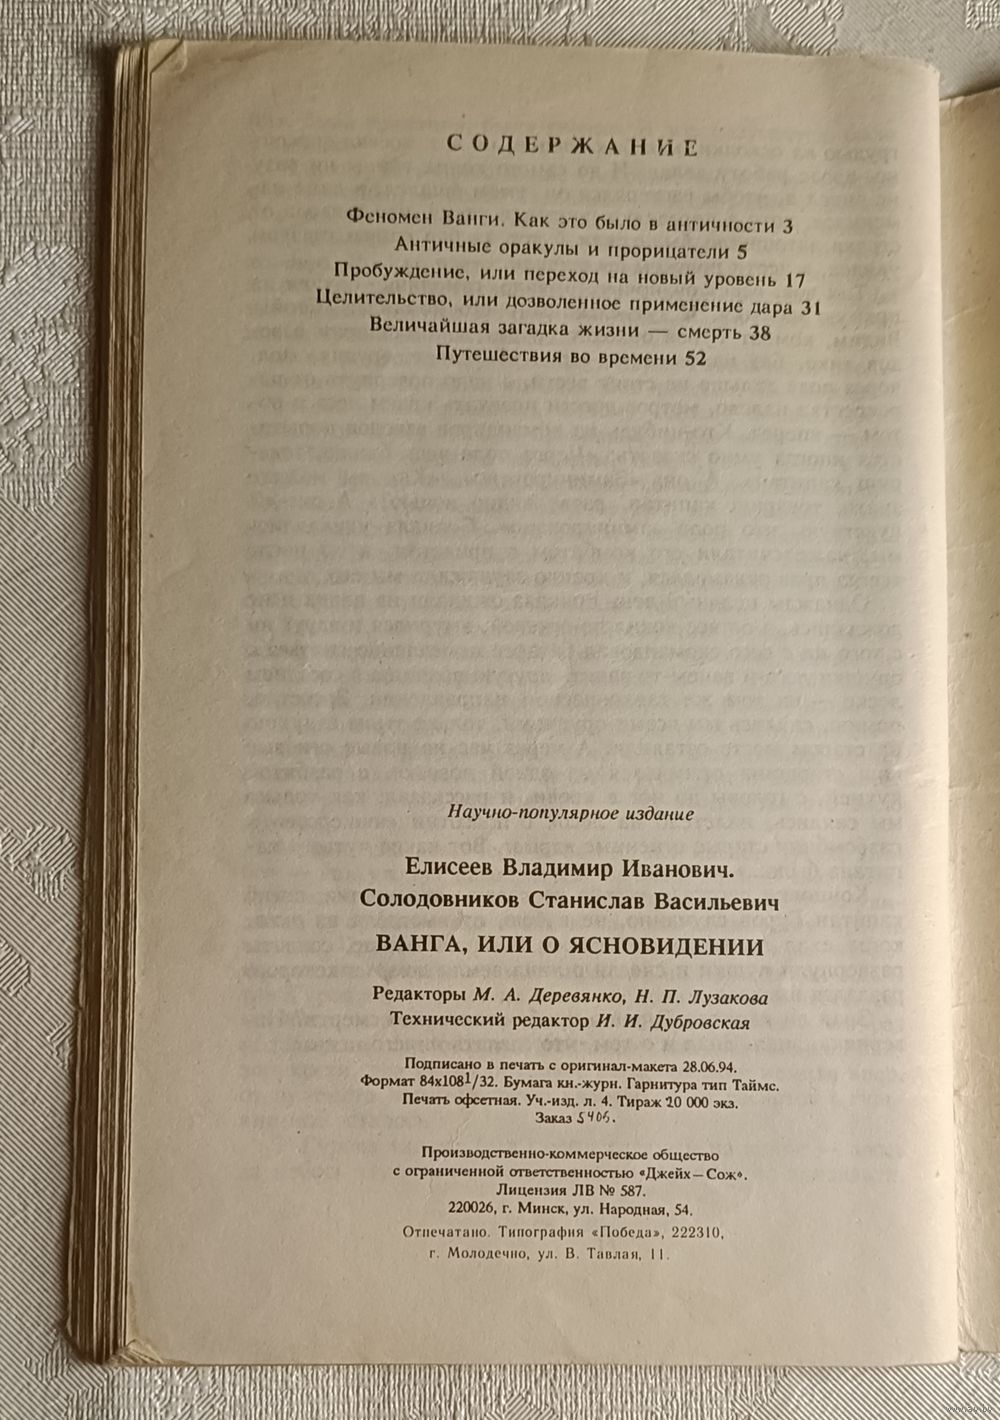 СОДЕРЖАНИЕ
Феномен Ванги. Как это было в античности 3
Античные оракулы и прорицатели 5
Пробуждение, или переход на новый уровень 17
Целительство, или дозволенное применение дара 31
Величайшая загадка жизни — смерть 38
Путешествия во времени 52
Научно-популярное издание
Елисеев Владимир Иванович.
Солодовников Станислав Васильевич
ВАНГА, ИЛИ О ЯСНОВИДЕНИИ
Редакторы М. А. Деревянко, Н. П. Лузакова
Технический редактор И. И. Дубровская
Подписано в печать с оригинал-макета 28.06.94.
Формат 84х108¹/32. Бумага кн.-журн. Гарнитура тип Таймс.
Печать офсетная. Уч.-изд. л. 4. Тираж 20 000 экз.
Заказ 5406.
Производственно-коммерческое общество
с ограниченной ответственностью «Джейх—Сож».
Лицензия ЛВ № 587.
220026, г. Минск, ул. Народная, 54.
Отпечатано. Типография «Победа», 222310,
г. Молодечно, ул. В. Тавлая, 11.